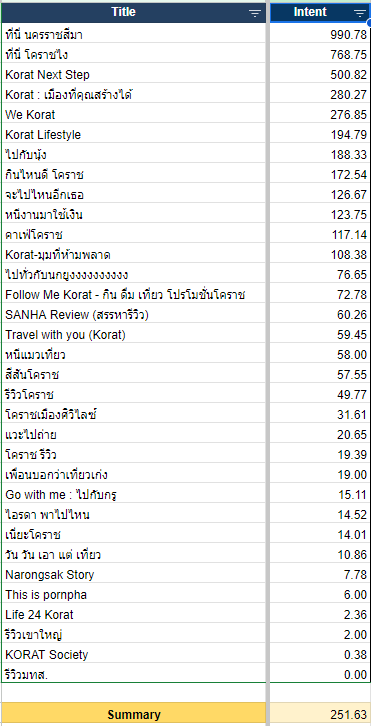 Title Intent
ที่นี่ นครราชสีมา 990.78
ที่นี่ โคราชไง 768.75
Korat Next Step 500.82
Korat : เมืองที่คุณสร้างได้ 280.27
We Korat 276.85
Korat Lifestyle 194.79
ไปกับนุ้ง 188.33
กินไหนดี โคราช 172.54
จะไปไหนอีกเธอ 126.67
หนีงานมาใช้เงิน 123.75
คาเฟ่โคราช 117.14
Korat-มุมที่ห้ามพลาด 108.38
ไปทั่วกับนกยูงงงงงงงงงง 76.65
Follow Me Korat - กิน ดื่ม เที่ยว โปรโมชั่นโคราช 72.78
SANHA Review (สรรหารีวิว) 60.26
Travel with you (Korat) 59.45
หนีแมวเที่ยว 58.00
สีสันโคราช 57.55
รีวิวโคราช 49.77
โคราชเมืองศิวิไลซ์ 31.61
แวะไปถ่าย 20.65
โคราช รีวิว 19.39
เพื่อนบอกว่าเที่ยวเก่ง 19.00
Go with me : ไปกับกรู 15.11
ไอรดา พาไปไหน 14.52
เนี่ยะโคราช 14.01
วัน วัน เอา แต่ เที่ยว 10.86
Narongsak Story 7.78
This is pornpha 6.00
Life 24 Korat 2.36
รีวิวเขาใหญ่ 2.00
KORAT Society 0.38
รีวิวมทส. 0.00
Summary 251.63